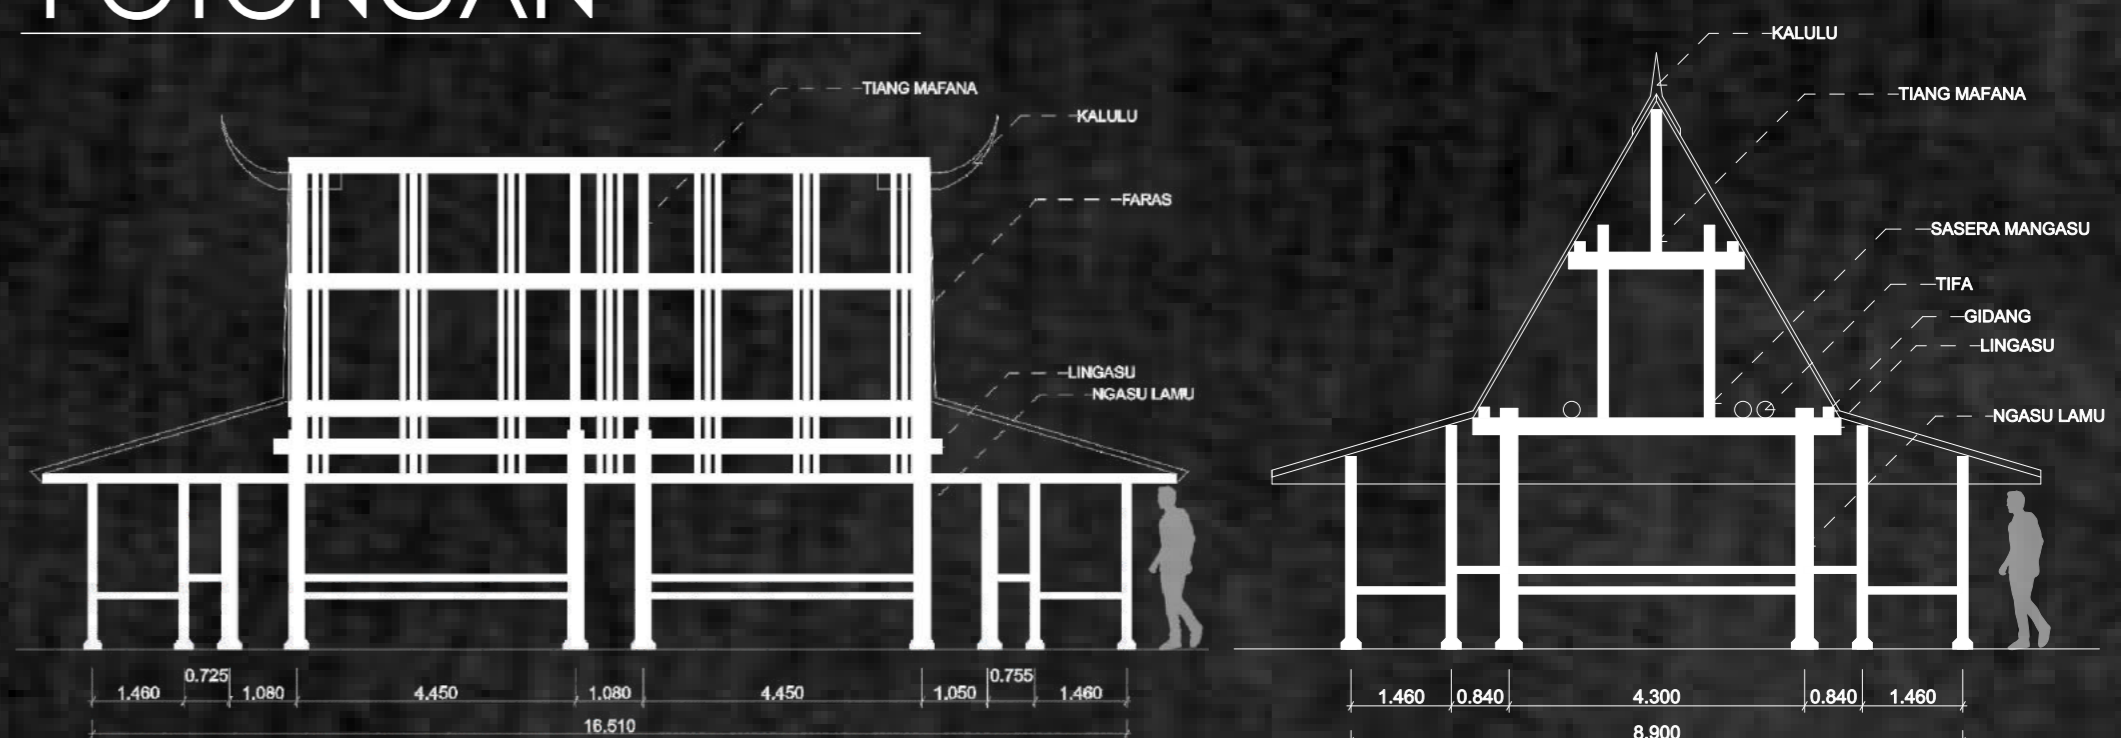 POTONGAN
TIANG MAFANA
KALULU
FARAS
LINGASU
NGASU LAMU
0.725
0.755
1.460
1.080
4.450
1.080
4.450
1.050
1.460
16.510
KALULU
TIANG MAFANA
SASERA MANGASU
TIFA
GIDANG
LINGASU
NGASU LAMU
1.460
0.840
4.300
0.840
1.460
8.900